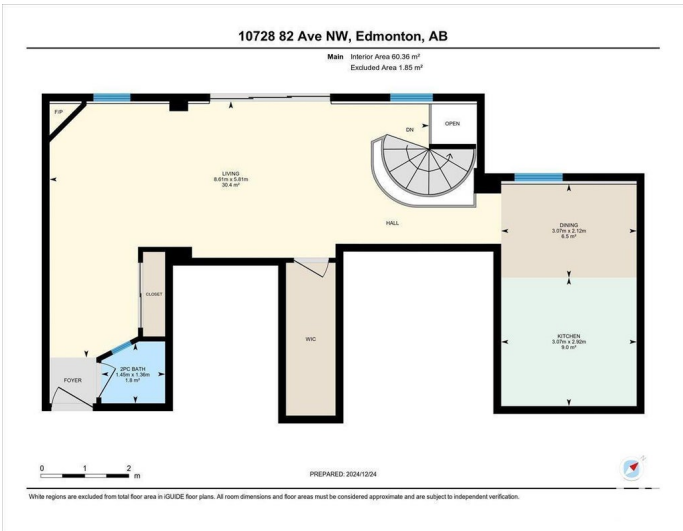 10728 82 Ave NW, Edmonton, AB
Main Interior Area 60.36 m²
Excluded Area 1.85 m²
F/P
DN
OPEN
LIVING
8.61m x 5.81m
30.4 m²
HALL
DINING
3.07m x 2.12m
6.5 m²
CLOSET
WIC
KITCHEN
3.07m x 2.92m
9.0 m²
2PC BATH
1.45m x 1.36m
1.8 m²
FOYER
0 1 2
m
PREPARED: 2024/12/24
White regions are excluded from total floor area in iGUIDE floor plans. All room dimensions and floor areas must be considered approximate and are subject to independent verification.